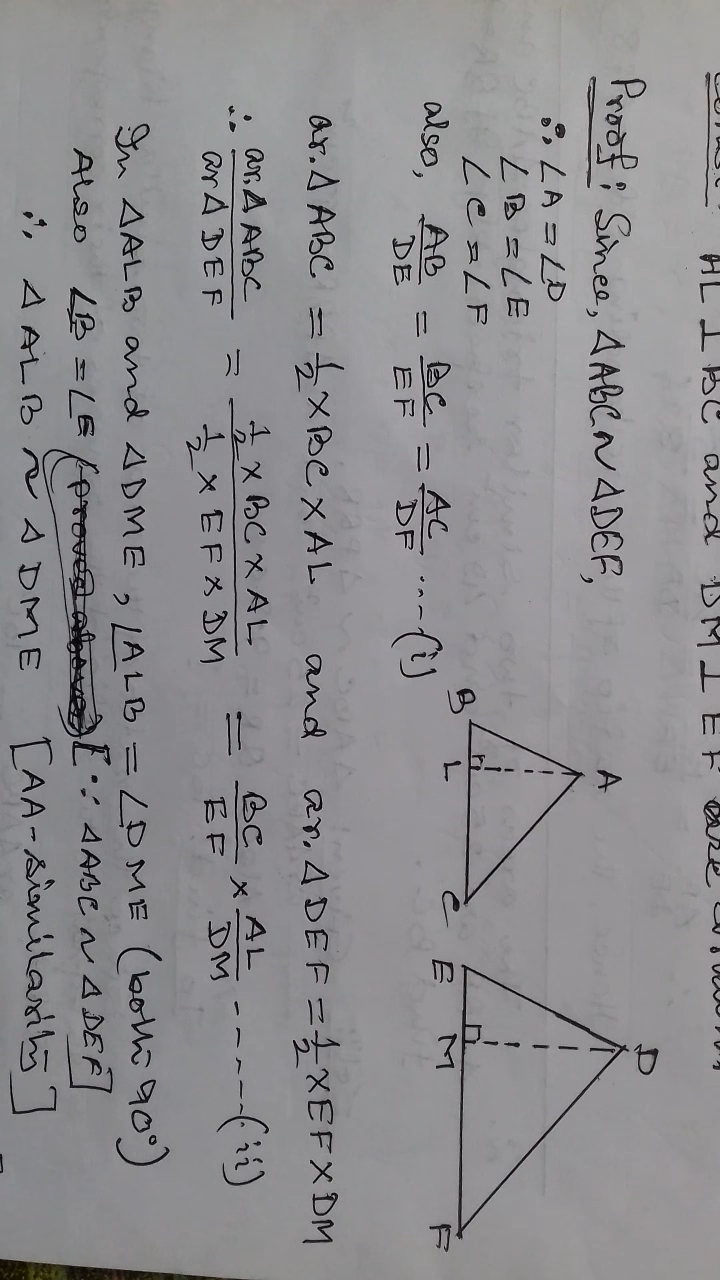 AL ⊥ BC and DM ⊥ EF are
Proof: Since, ΔABC ~ ΔDEF,
∴ ∠A = ∠D
∠B = ∠E
∠C = ∠F
also, AB/DE = BC/EF = AC/DF ...(i)
A
B
L
C
D
E
M
F
ar. ΔABC = 1/2 × BC × AL and ar. ΔDEF = 1/2 × EF × DM
∴ ar. ΔABC / ar ΔDEF = 1/2 × BC × AL / 1/2 × EF × DM = BC/EF × AL/DM -----(ii)
In ΔALB and ΔDME, ∠ALB = ∠DME (both 90°)
Also ∠B = ∠E (proved above) [∵ ΔABC ~ ΔDEF]
∴ ΔALB ~ ΔDME [AA-Similarity]